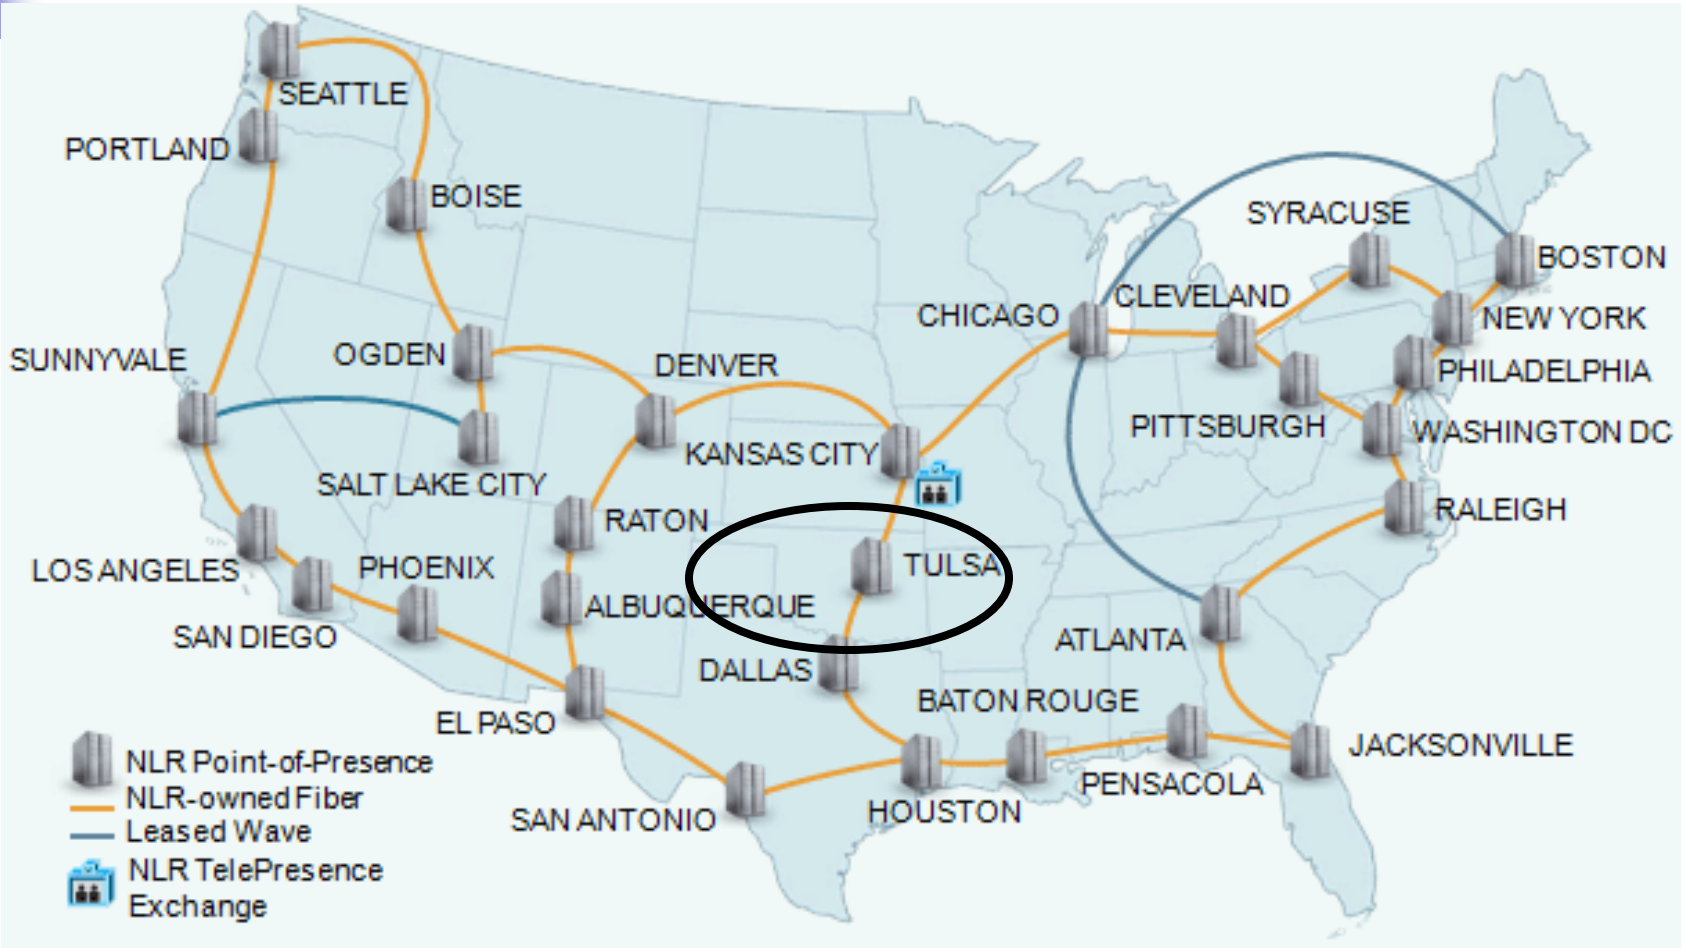 SEATTLE
PORTLAND
BOISE
SYRACUSE
BOSTON
CLEVELAND
CHICAGO
NEW YORK
SUNNYVALE
OGDEN
DENVER
PHILADELPHIA
PITTSBURGH
WASHINGTON DC
KANSAS CITY
SALT LAKE CITY
RALEIGH
RATON
LOS ANGELES
PHOENIX
TULSA
ALBUQUERQUE
SAN DIEGO
ATLANTA
DALLAS
BATON ROUGE
EL PASO
JACKSONVILLE
PENSACOLA
HOUSTON
SAN ANTONIO
NLR Point-of-Presence
NLR-owned Fiber
Leased Wave
NLR TelePresence
Exchange